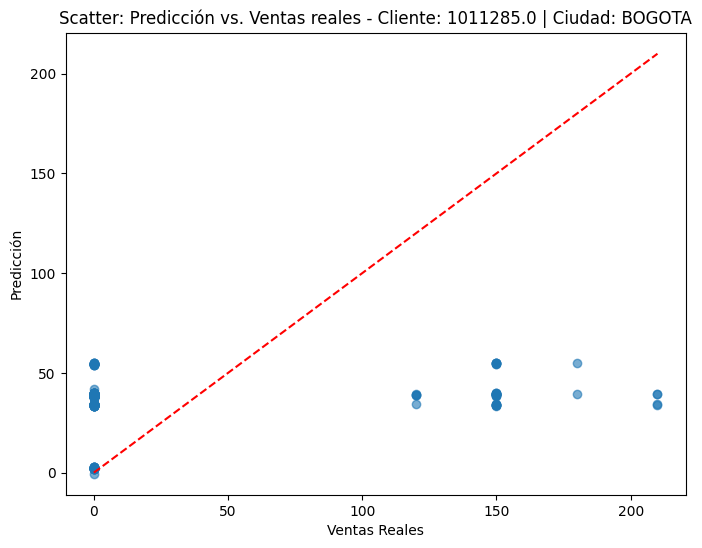 Scatter: Predicción vs. Ventas reales - Cliente: 1011285.0 | Ciudad: BOGOTA
200
150
100
50
0
Predicción
0 50 100 150 200
Ventas Reales